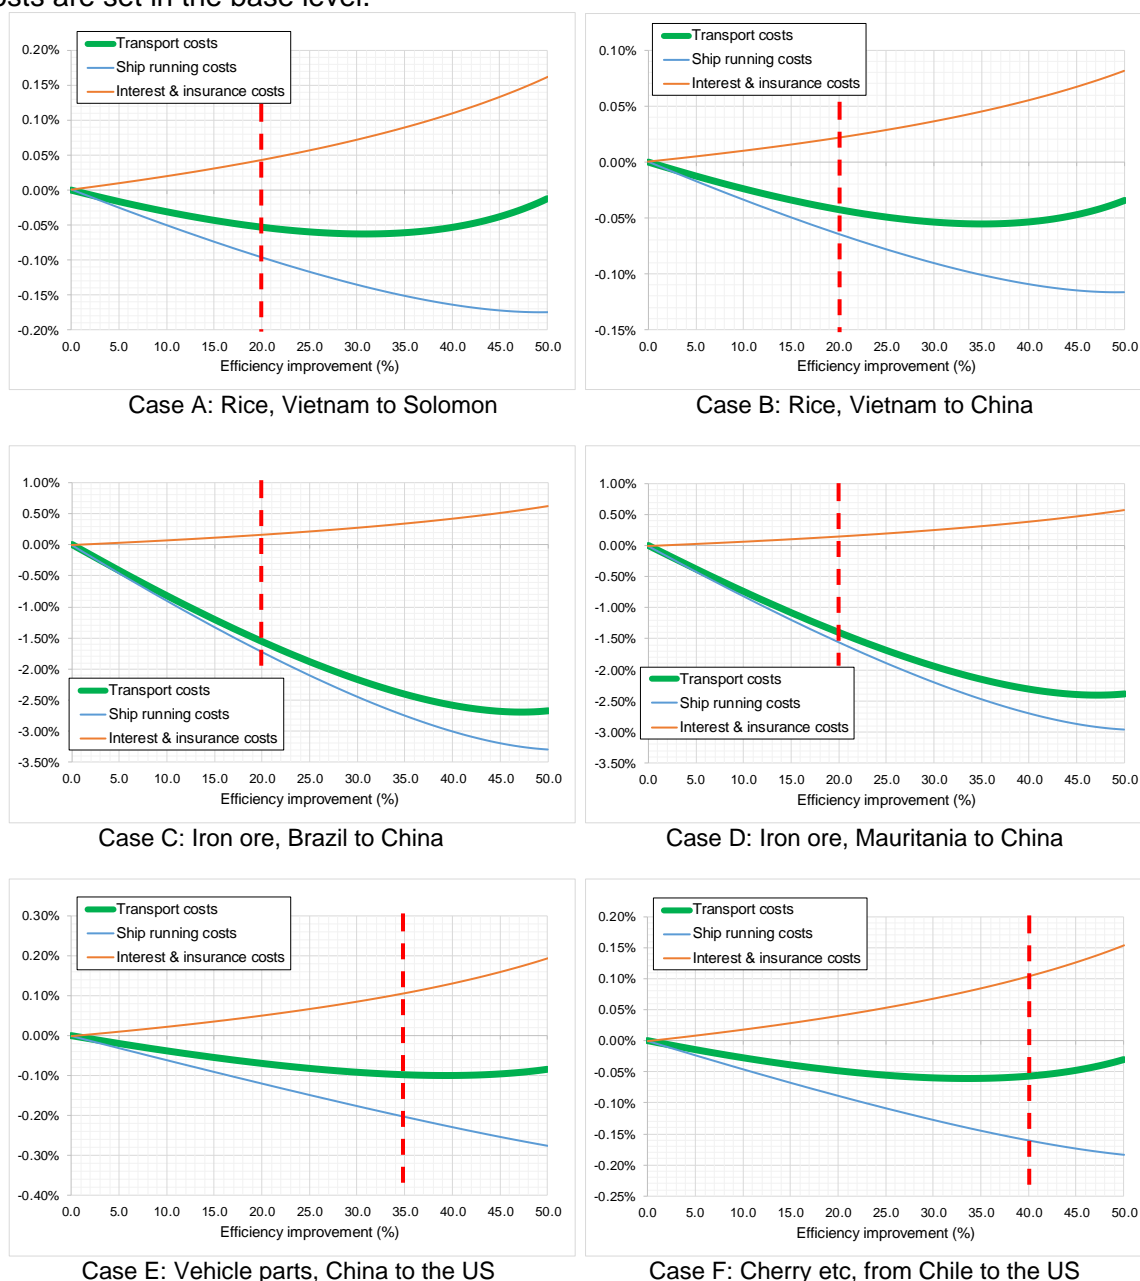 osts are set in the base level.
Transport costs
Ship running costs
Interest & insurance costs
0.20%
0.15%
0.10%
0.05%
0.00%
-0.05%
-0.10%
-0.15%
-0.20%
0.0 5.0 10.0 15.0 20.0 25.0 30.0 35.0 40.0 45.0 50.0
Efficiency improvement (%)
Case A: Rice, Vietnam to Solomon
Transport costs
Ship running costs
Interest & insurance costs
0.10%
0.05%
0.00%
-0.05%
-0.10%
-0.15%
0.0 5.0 10.0 15.0 20.0 25.0 30.0 35.0 40.0 45.0 50.0
Efficiency improvement (%)
Case B: Rice, Vietnam to China
1.00%
0.50%
0.00%
-0.50%
-1.00%
-1.50%
-2.00%
-2.50%
-3.00%
-3.50%
Transport costs
Ship running costs
Interest & insurance costs
0.0 5.0 10.0 15.0 20.0 25.0 30.0 35.0 40.0 45.0 50.0
Efficiency improvement (%)
Case C: Iron ore, Brazil to China
1.00%
0.50%
0.00%
-0.50%
-1.00%
-1.50%
-2.00%
-2.50%
-3.00%
-3.50%
Transport costs
Ship running costs
Interest & insurance costs
0.0 5.0 10.0 15.0 20.0 25.0 30.0 35.0 40.0 45.0 50.0
Efficiency improvement (%)
Case D: Iron ore, Mauritania to China
Transport costs
Ship running costs
Interest & insurance costs
0.30%
0.20%
0.10%
0.00%
-0.10%
-0.20%
-0.30%
-0.40%
0.0 5.0 10.0 15.0 20.0 25.0 30.0 35.0 40.0 45.0 50.0
Efficiency improvement (%)
Case E: Vehicle parts, China to the US
Transport costs
Ship running costs
Interest & insurance costs
0.20%
0.15%
0.10%
0.05%
0.00%
-0.05%
-0.10%
-0.15%
-0.20%
-0.25%
0.0 5.0 10.0 15.0 20.0 25.0 30.0 35.0 40.0 45.0 50.0
Efficiency improvement (%)
Case F: Cherry etc, from Chile to the US